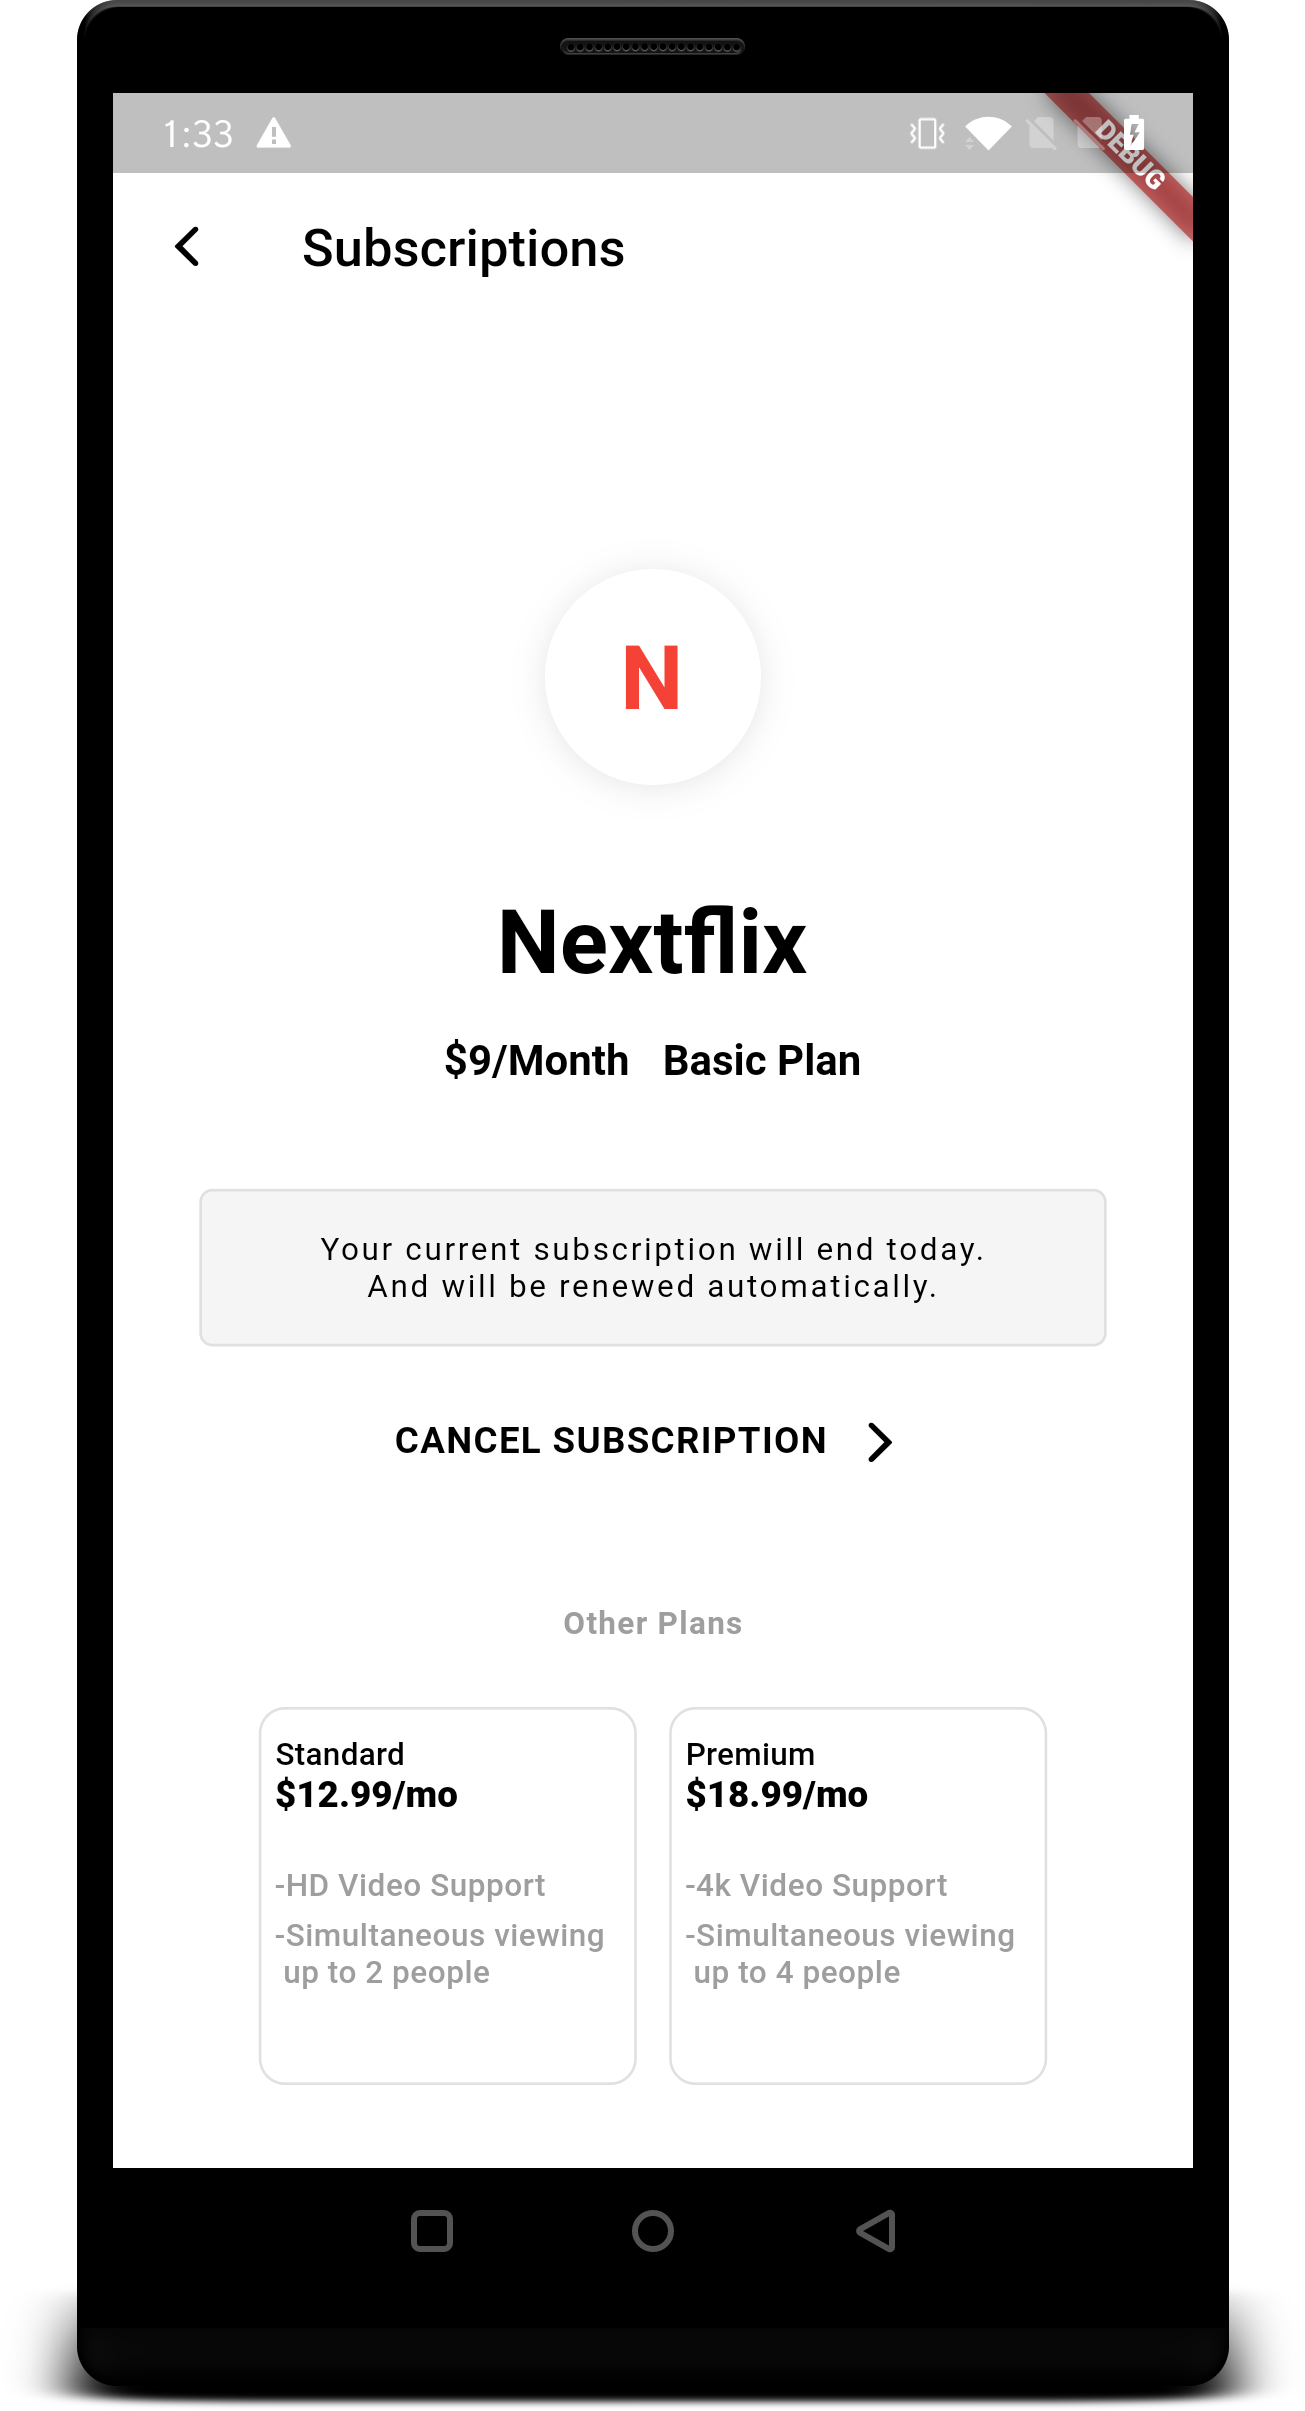 1:33
DEBUG
Subscriptions
N
Nextflix
$9/Month Basic Plan
Your current subscription will end today.
And will be renewed automatically.
CANCEL SUBSCRIPTION
Other Plans
Standard
$12.99/mo
-HD Video Support
-Simultaneous viewing
up to 2 people
Premium
$18.99/mo
-4k Video Support
-Simultaneous viewing
up to 4 people